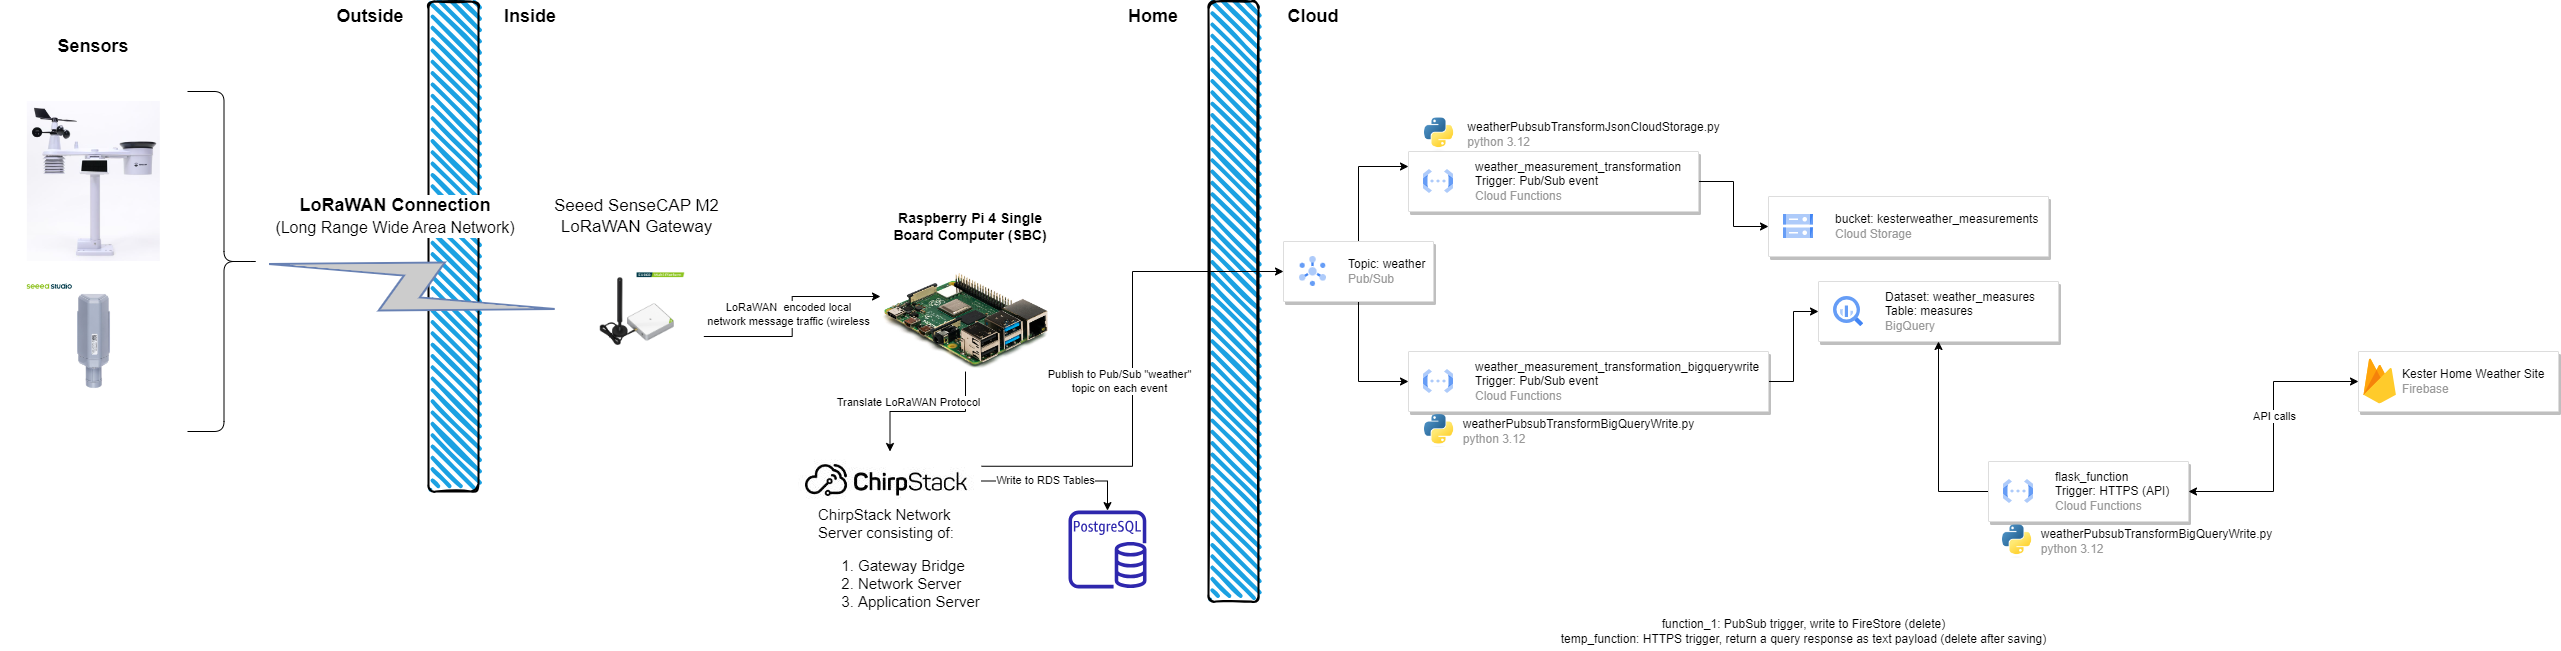 Outside
Inside
Home
Cloud
Sensors
seeed studio
LoRaWAN Connection
(Long Range Wide Area Network)
Seeed SenseCAP M2
LoRaWAN Gateway
Raspberry Pi 4 Single
Board Computer (SBC)
LoRaWAN encoded local
network message traffic (wireless
Translate LoRaWAN Protocol
Publish to Pub/Sub "weather"
topic on each event
ChirpStack
Write to RDS Tables
PostgreSQL
ChirpStack Network
Server consisting of:
1. Gateway Bridge
2. Network Server
3. Application Server
Topic: weather
Pub/Sub
weatherPubsubTransformJsonCloudStorage.py
python 3.12
weather_measurement_transformation
Trigger: Pub/Sub event
Cloud Functions
bucket: kesterweather_measurements
Cloud Storage
Dataset: weather_measures
Table: measures
BigQuery
weather_measurement_transformation_bigquerywrite
Trigger: Pub/Sub event
Cloud Functions
weatherPubsubTransformBigQueryWrite.py
python 3.12
Kester Home Weather Site
Firebase
API calls
flask_function
Trigger: HTTPS (API)
Cloud Functions
weatherPubsubTransformBigQueryWrite.py
python 3.12
function_1: PubSub trigger, write to FireStore (delete)
temp_function: HTTPS trigger, return a query response as text payload (delete after saving)